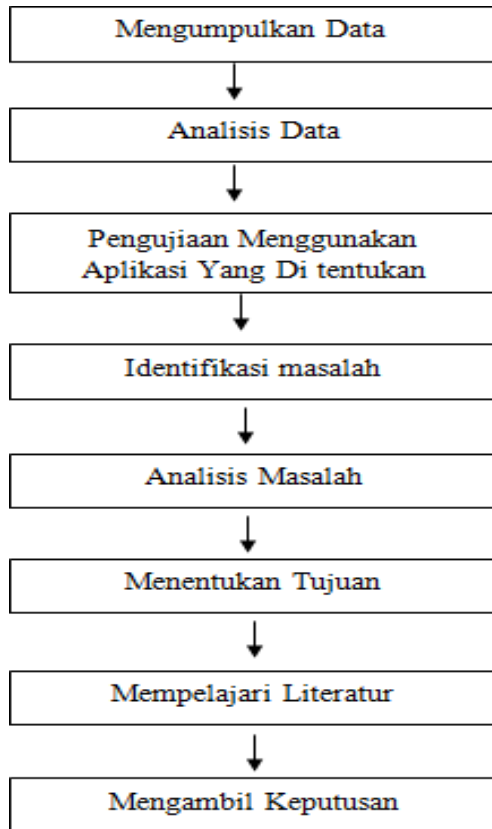 Mengumpulkan Data
Analisis Data
Pengujiaan Menggunakan
Aplikasi Yang Di tentukan
Identifikasi masalah
Analisis Masalah
Menentukan Tujuan
Mempelajari Literatur
Mengambil Keputusan